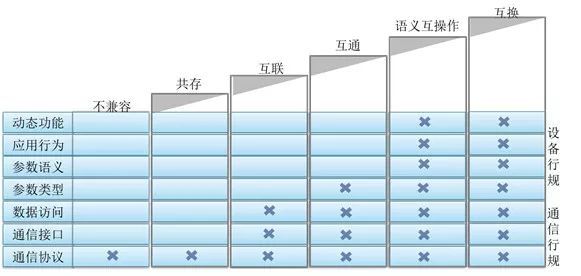 互换
语义互操作
互通
互联
共存
不兼容
动态功能
应用行为
参数语义
参数类型
数据访问
通信接口
通信协议
设备行规
通信行规